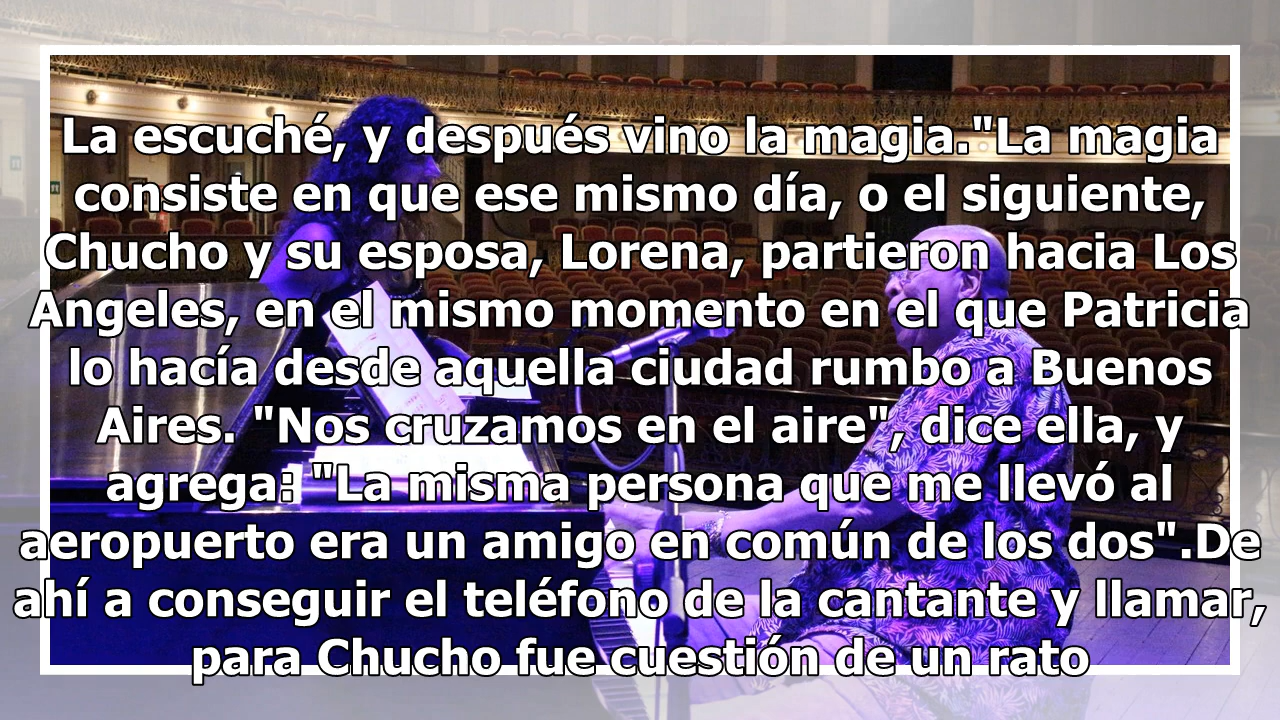 La escuché, y después vino la magia."La magia
consiste en que ese mismo día, o el siguiente,
Chucho y su esposa, Lorena, partieron hacia Los
Angeles, en el mismo momento en el que Patricia
lo hacía desde aquella ciudad rumbo a Buenos
Aires. "Nos cruzamos en el aire", dice ella, y
agrega: "La misma persona que me llevó al
aeropuerto era un amigo en común de los dos".De
ahí a conseguir el teléfono de la cantante y llamar,
para Chucho fue cuestión de un rato